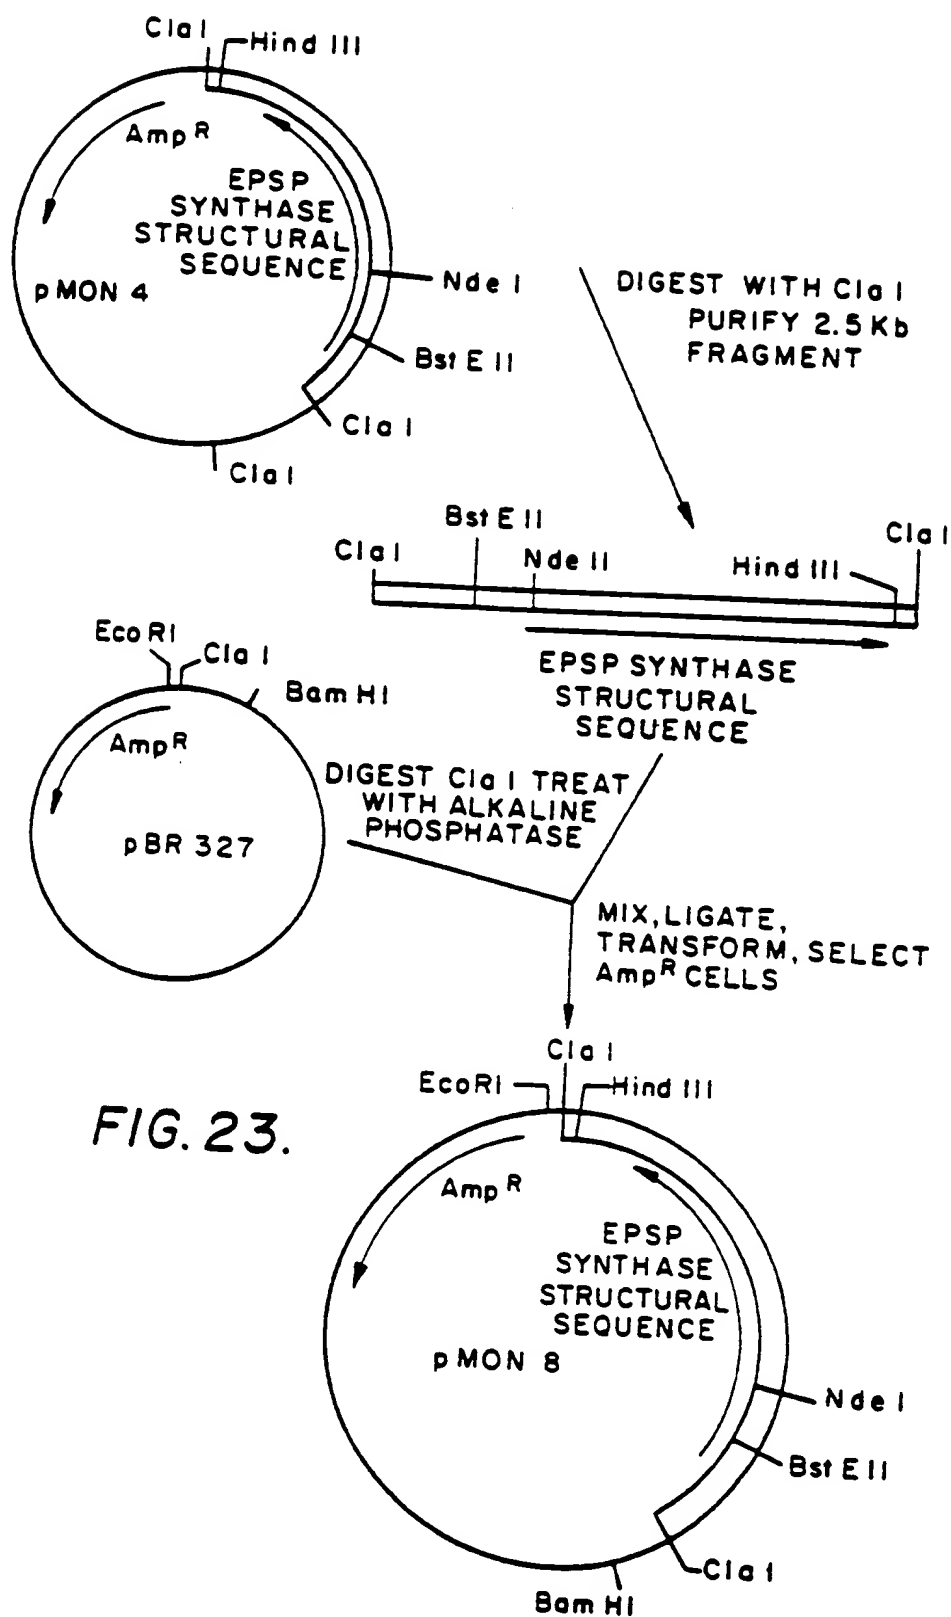 Cla I
Hind III
Amp R
EPSP
SYNTHASE
STRUCTURAL
SEQUENCE
pMON 4
Nde I
Bst E II
Cla I
Cla I
DIGEST WITH Cla I
PURIFY 2.5 Kb
FRAGMENT
Bst E II
Cla I
Nde II
Hind III
Cla I
EPSP SYNTHASE
STRUCTURAL
SEQUENCE
Eco RI
Cla I
Bam HI
Amp R
pBR 327
DIGEST Cla I TREAT
WITH ALKALINE
PHOSPHATASE
MIX, LIGATE,
TRANSFORM, SELECT
Amp R CELLS
Cla I
EcoRI
Hind III
FIG. 23.
Amp R
EPSP
SYNTHASE
STRUCTURAL
SEQUENCE
pMON 8
Nde I
Bst E II
Cla I
Bam HI